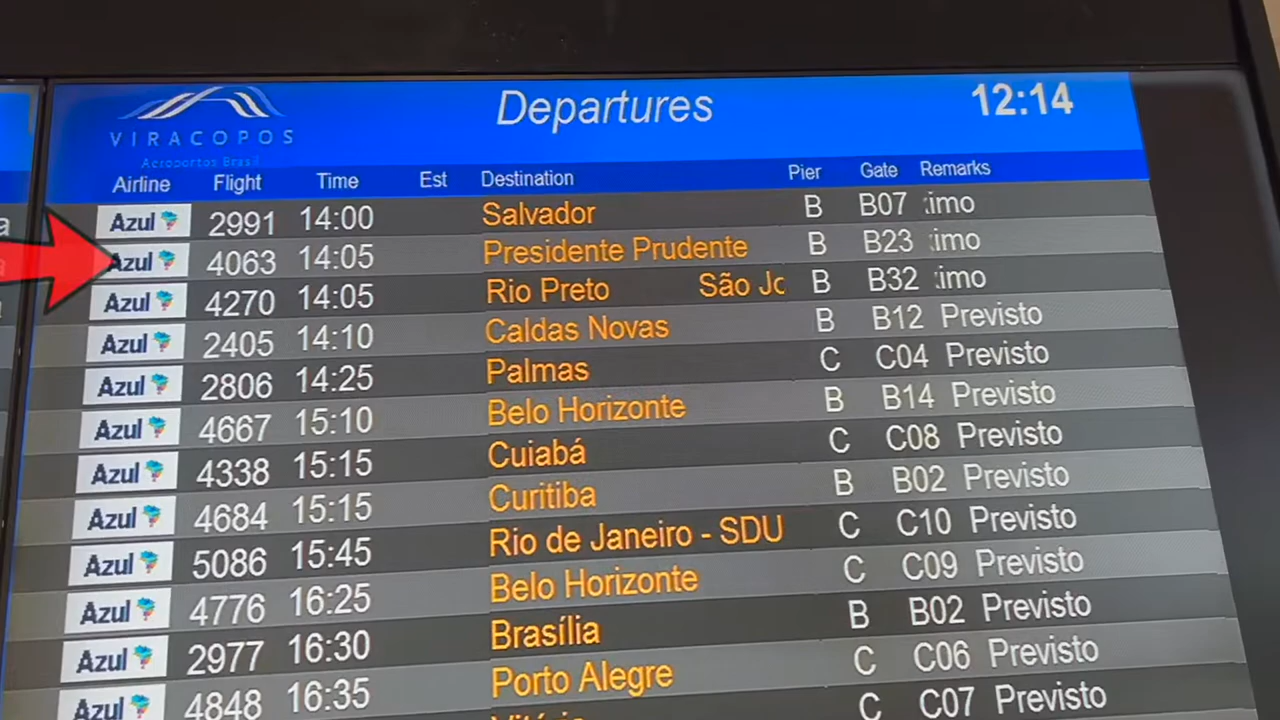 VIRACOPOS
Aeroportos Brasil
Departures 12:14
Airline Flight Time Est Destination Pier Gate Remarks
Azul 2991 14:00 Salvador B B07 imo
Azul 4063 14:05 Presidente Prudente B B23 imo
Azul 4270 14:05 Rio Preto São Jo B B32 imo
Azul 2405 14:10 Caldas Novas B B12 Previsto
Azul 2806 14:25 Palmas C C04 Previsto
Azul 4667 15:10 Belo Horizonte B B14 Previsto
Azul 4338 15:15 Cuiabá C C08 Previsto
Azul 4684 15:15 Curitiba B B02 Previsto
Azul 5086 15:45 Rio de Janeiro - SDU C C10 Previsto
Azul 4776 16:25 Belo Horizonte C C09 Previsto
Azul 2977 16:30 Brasília B B02 Previsto
Azul 4848 16:35 Porto Alegre C C06 Previsto
C C07 Previsto